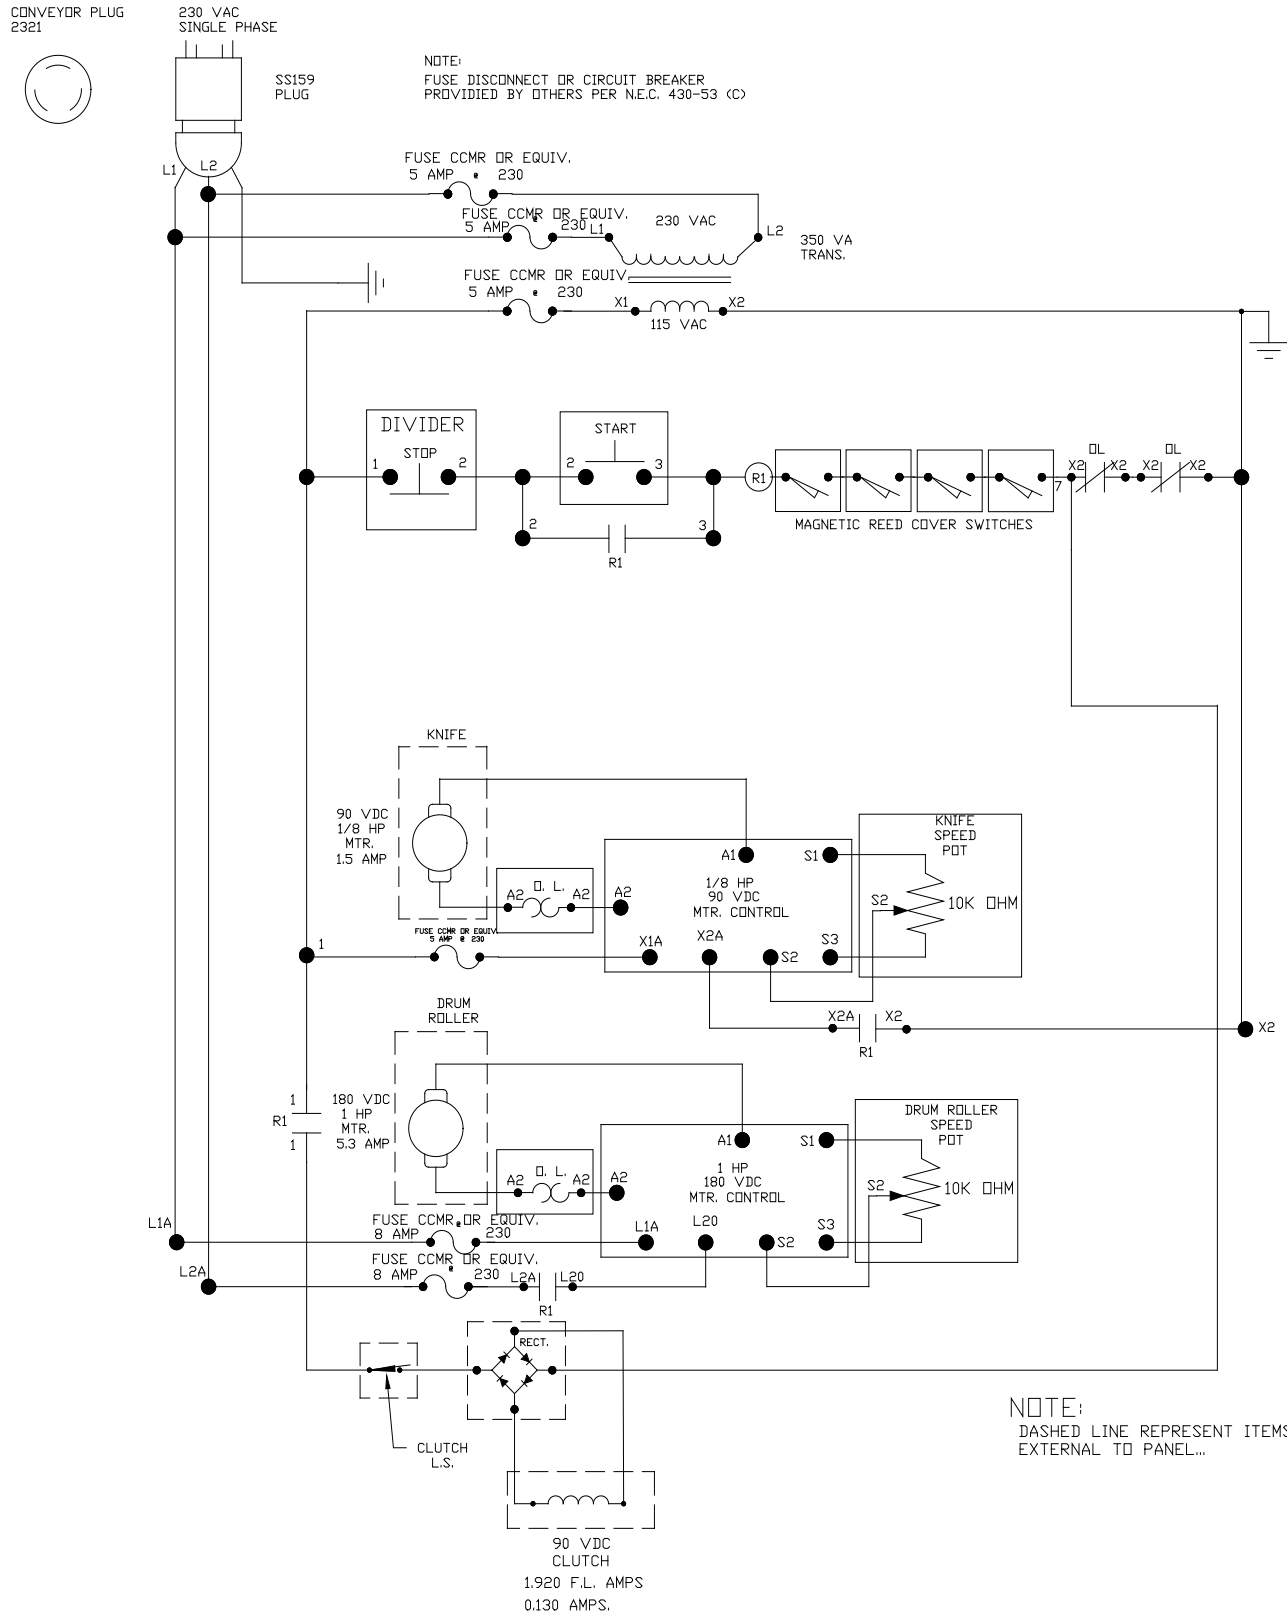 CONVEYOR PLUG
2321
230 VAC
SINGLE PHASE
SS159
PLUG
NOTE:
FUSE DISCONNECT OR CIRCUIT BREAKER
PROVIDIED BY OTHERS PER N.E.C. 430-53 (C)
L1
L2
FUSE CCMR OR EQUIV.
5 AMP @ 230
FUSE CCMR OR EQUIV.
5 AMP @ 230
L1
230 VAC
L2
350 VA
TRANS.
FUSE CCMR OR EQUIV.
5 AMP @ 230
X1
X2
115 VAC
DIVIDER
STOP
1
2
START
2
3
2
3
R1
R1
7
MAGNETIC REED COVER SWITCHES
OL
X2
X2
OL
X2
X2
KNIFE
90 VDC
1/8 HP
MTR.
1.5 AMP
O. L.
A2
A2
A2
A1
S1
1/8 HP
90 VDC
MTR. CONTROL
X1A
X2A
S2
S3
KNIFE
SPEED
POT
S2
10K OHM
FUSE CCMR OR EQUIV.
5 AMP @ 230
1
X2A
X2
R1
X2
DRUM
ROLLER
180 VDC
1 HP
MTR.
5.3 AMP
1
R1
1
O. L.
A2
A2
A2
A1
S1
1 HP
180 VDC
MTR. CONTROL
L1A
L20
S2
S3
DRUM ROLLER
SPEED
POT
S2
10K OHM
L1A
FUSE CCMR OR EQUIV.
8 AMP @ 230
L2A
FUSE CCMR OR EQUIV.
8 AMP @ 230
L2A
L20
R1
RECT.
CLUTCH
L.S.
NOTE:
DASHED LINE REPRESENT ITEMS
EXTERNAL TO PANEL...
90 VDC
CLUTCH
1.920 F.L. AMPS
0.130 AMPS.